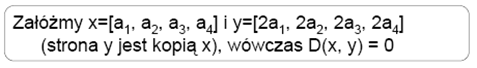 Załóżmy x=[a₁, a₂, a₃, a₄] i y=[2a₁, 2a₂, 2a₃, 2a₄]
(strona y jest kopią x), wówczas D(x, y) = 0